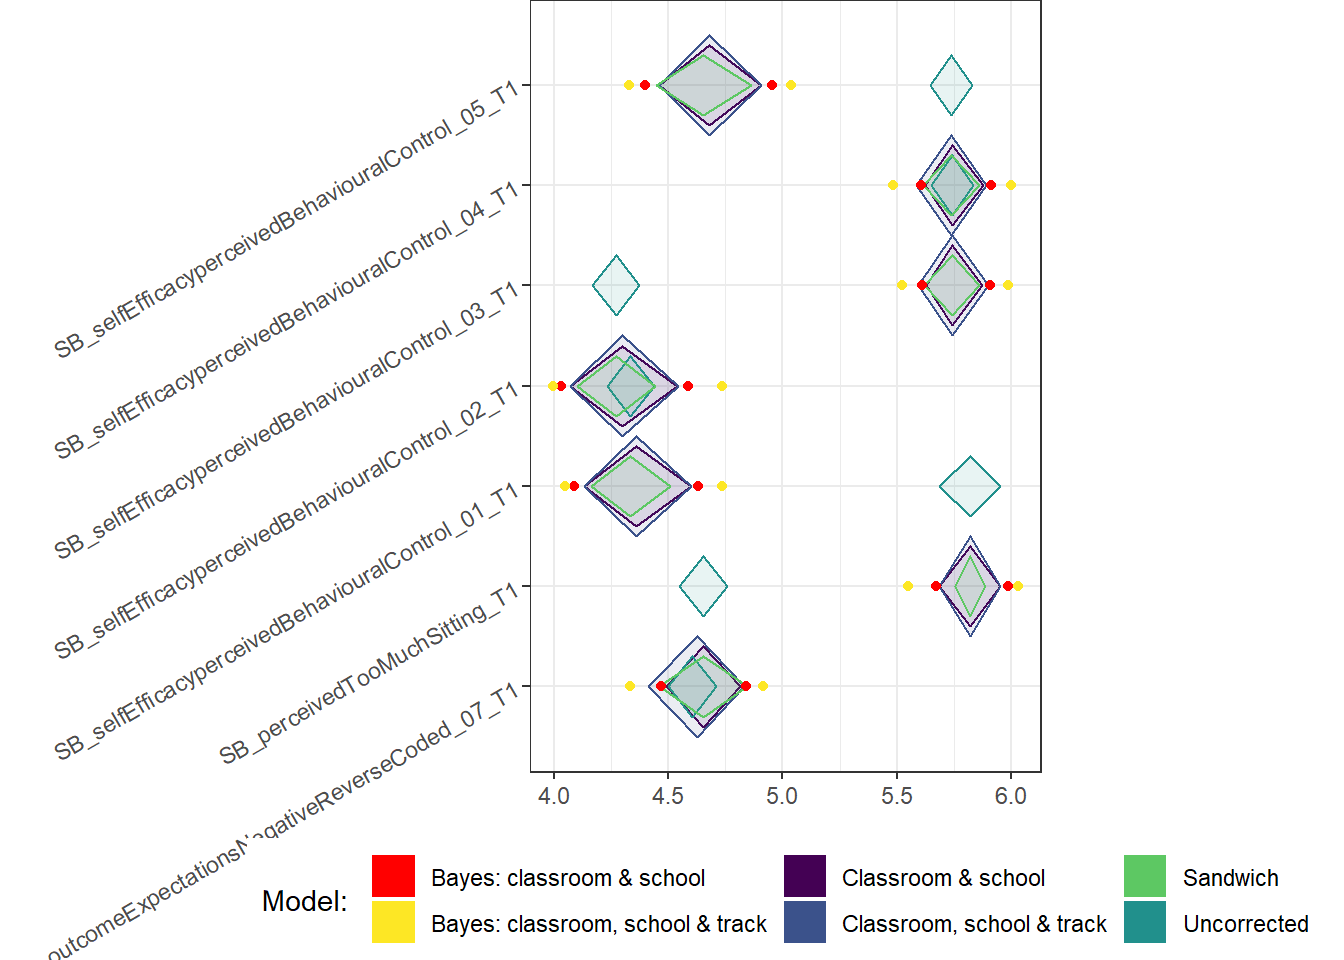 SB_selfEfficacyperceivedBehaviouralControl_05_T1
SB_selfEfficacyperceivedBehaviouralControl_04_T1
SB_selfEfficacyperceivedBehaviouralControl_03_T1
SB_selfEfficacyperceivedBehaviouralControl_02_T1
SB_selfEfficacyperceivedBehaviouralControl_01_T1
SB_perceivedTooMuchSitting_T1
outcomeExpectationsNegativeReverseCoded_07_T1
4.0 4.5 5.0 5.5 6.0
Model:
Bayes: classroom & school
Bayes: classroom, school & track
Classroom & school
Classroom, school & track
Sandwich
Uncorrected